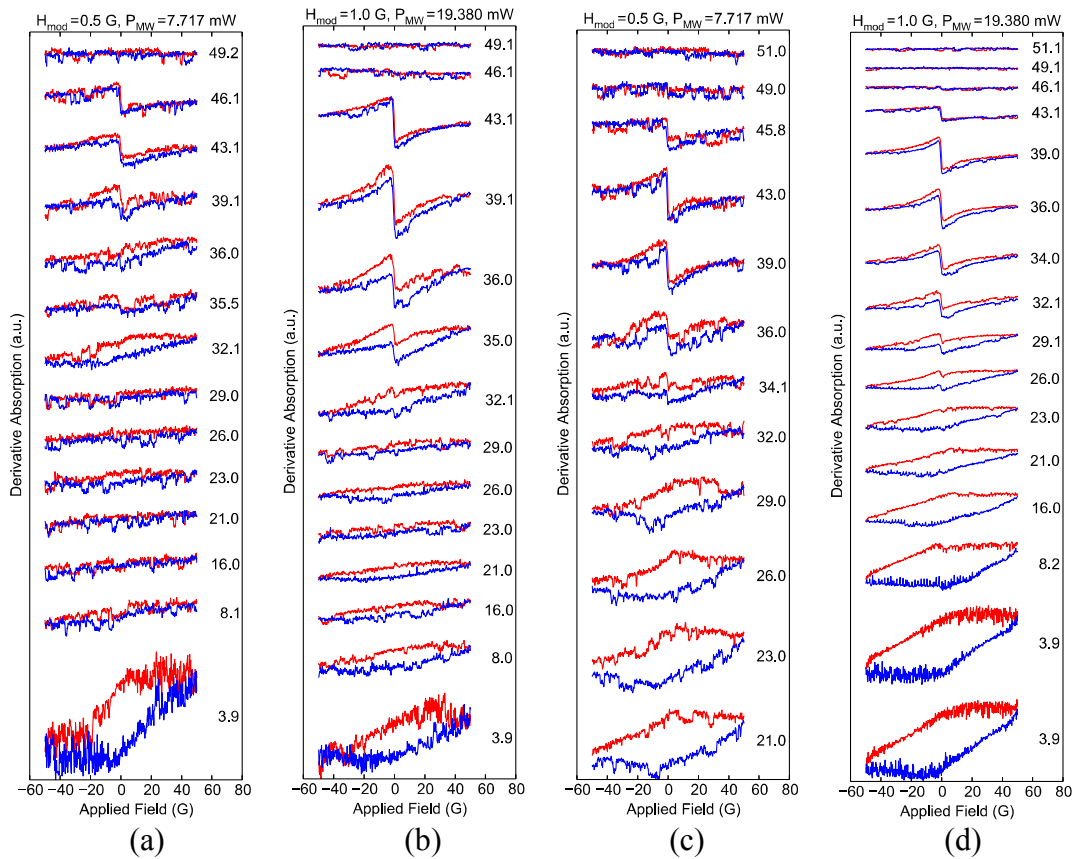 H_mod=0.5 G, P_MW=7.717 mW
49.2
46.1
43.1
39.1
36.0
35.5
32.1
29.0
26.0
23.0
21.0
16.0
8.1
3.9
Derivative Absorption (a.u.)
−60 −40 −20 0 20 40 60 80
Applied Field (G)
(a)
H_mod=1.0 G, P_MW=19.380 mW
49.1
46.1
43.1
39.1
36.0
35.0
32.1
29.0
26.0
23.0
21.0
16.0
8.0
3.9
Derivative Absorption (a.u.)
−60 −40 −20 0 20 40 60 80
Applied Field (G)
(b)
H_mod=0.5 G, P_MW=7.717 mW
51.0
49.0
45.8
43.0
39.0
36.0
34.1
32.0
29.0
26.0
23.0
21.0
Derivative Absorption (a.u.)
−60 −40 −20 0 20 40 60 80
Applied Field (G)
(c)
H_mod=1.0 G, P_MW=19.380 mW
51.1
49.1
46.1
43.1
39.0
36.0
34.0
32.1
29.1
26.0
23.0
21.0
16.0
8.2
3.9
3.9
Derivative Absorption (a.u.)
−60 −40 −20 0 20 40 60 80
Applied Field (G)
(d)